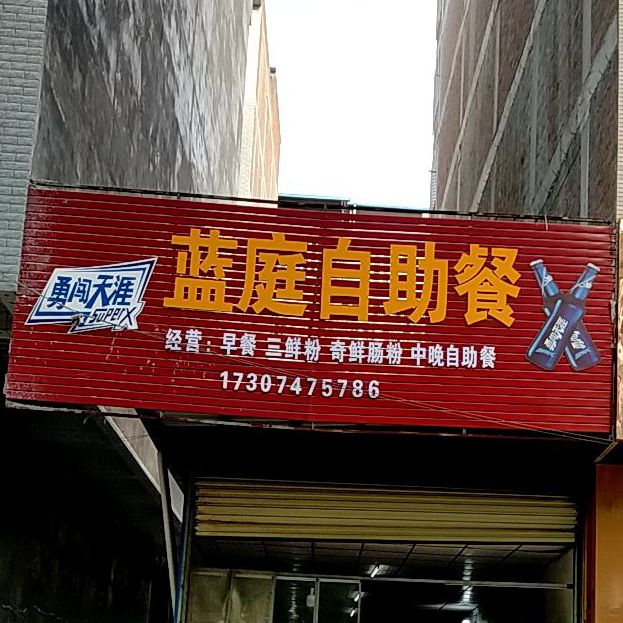 蓝庭自助餐
勇闯天涯
superX
经营：早餐 三鲜粉 奇鲜肠粉 中晚自助餐
17307475786